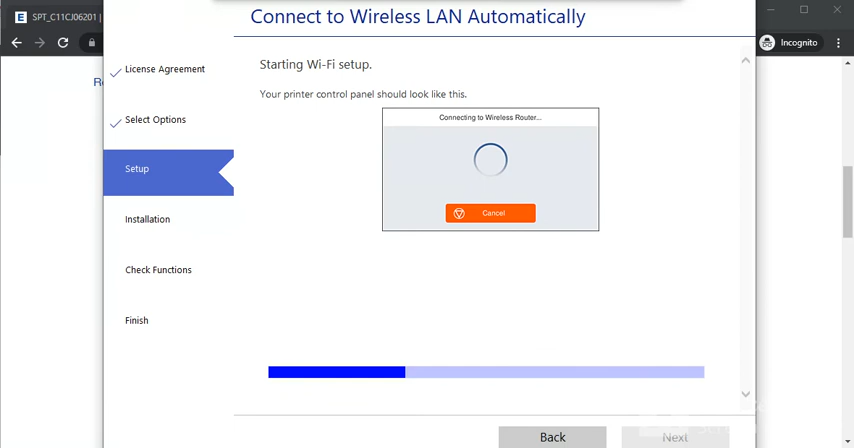 E SPT_C11CJ06201 |
Incognito
Connect to Wireless LAN Automatically
License Agreement
Select Options
Setup
Installation
Check Functions
Finish
Starting Wi-Fi setup.
Your printer control panel should look like this.
Connecting to Wireless Router...
Cancel
Back
Next